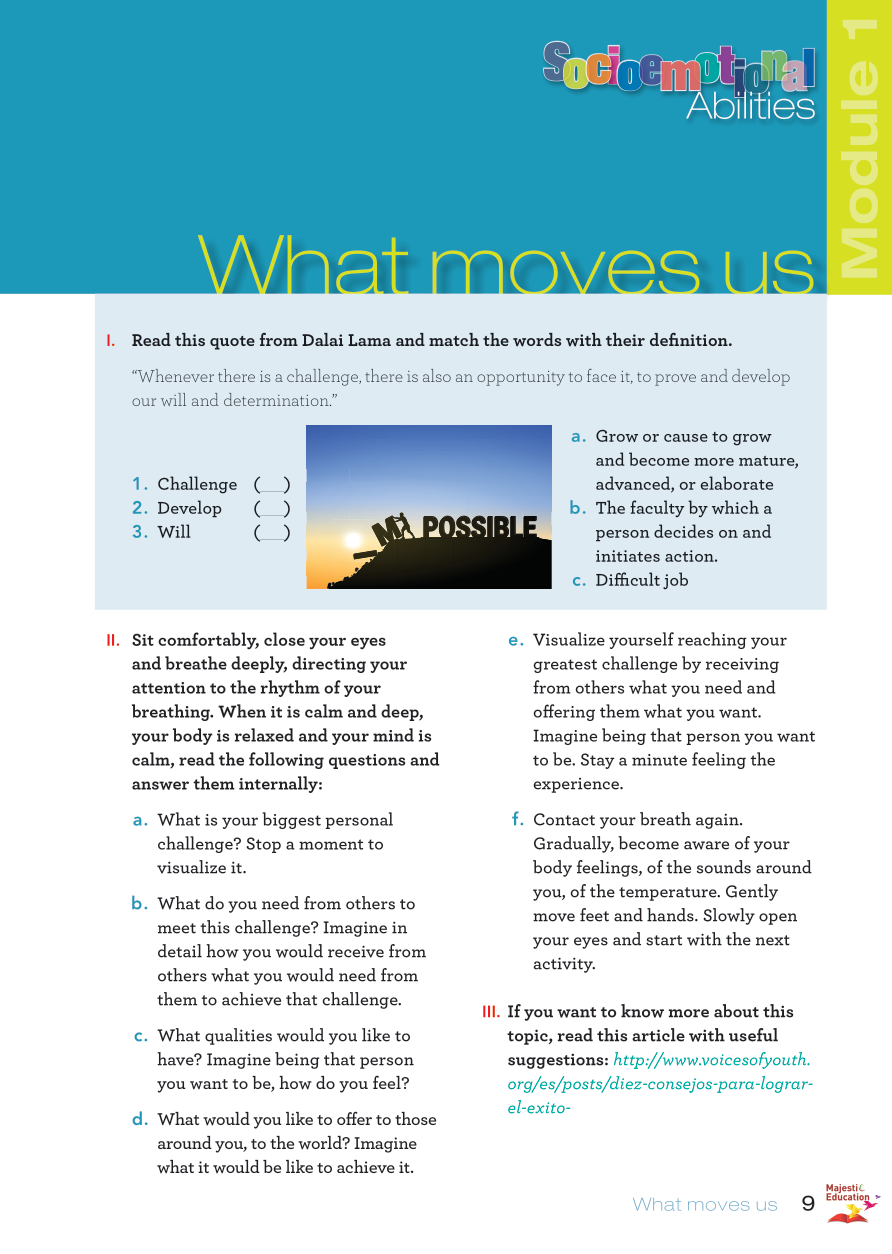 Socioemotional
Abilities
Module 1
What moves us
I. Read this quote from Dalai Lama and match the words with their definition.
“Whenever there is a challenge, there is also an opportunity to face it, to prove and develop
our will and determination.”
1. Challenge (__)
2. Develop (__)
3. Will (__)
IM POSSIBLE
a. Grow or cause to grow
and become more mature,
advanced, or elaborate
b. The faculty by which a
person decides on and
initiates action.
c. Difficult job
II. Sit comfortably, close your eyes
and breathe deeply, directing your
attention to the rhythm of your
breathing. When it is calm and deep,
your body is relaxed and your mind is
calm, read the following questions and
answer them internally:
a. What is your biggest personal
challenge? Stop a moment to
visualize it.
b. What do you need from others to
meet this challenge? Imagine in
detail how you would receive from
others what you would need from
them to achieve that challenge.
c. What qualities would you like to
have? Imagine being that person
you want to be, how do you feel?
d. What would you like to offer to those
around you, to the world? Imagine
what it would be like to achieve it.
e. Visualize yourself reaching your
greatest challenge by receiving
from others what you need and
offering them what you want.
Imagine being that person you want
to be. Stay a minute feeling the
experience.
f. Contact your breath again.
Gradually, become aware of your
body feelings, of the sounds around
you, of the temperature. Gently
move feet and hands. Slowly open
your eyes and start with the next
activity.
III. If you want to know more about this
topic, read this article with useful
suggestions: http://www.voicesofyouth.
org/es/posts/diez-consejos-para-lograr-
el-exito-
What moves us 9
Majestic
Education